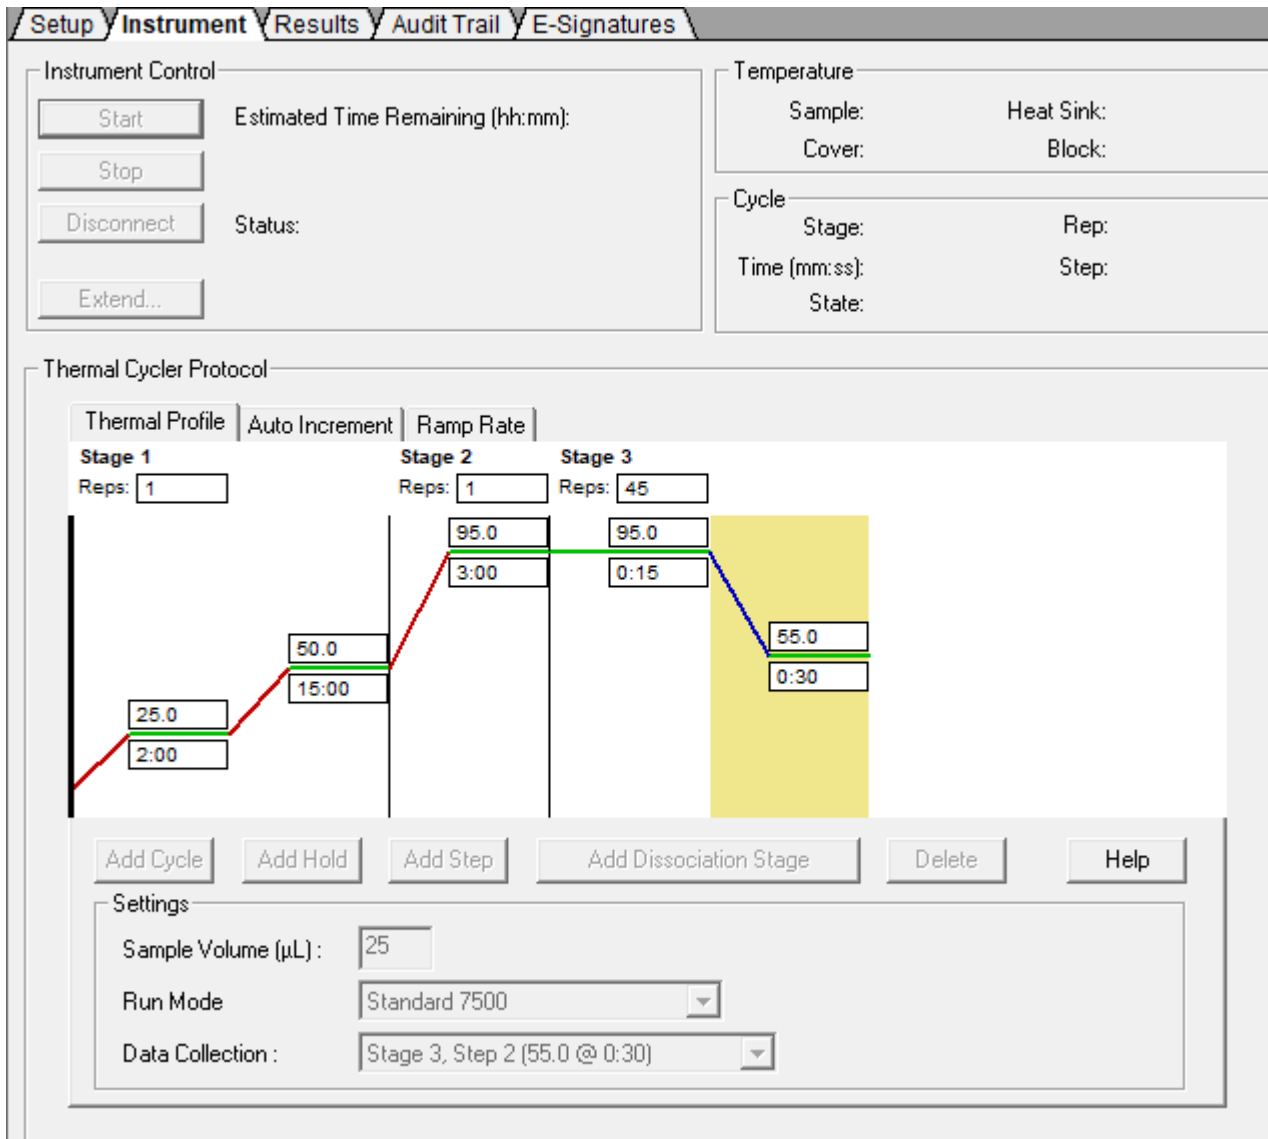 Setup Instrument Results Audit Trail E-Signatures
Instrument Control
Start
Estimated Time Remaining (hh:mm):
Stop
Disconnect
Status:
Extend...
Temperature
Sample: Heat Sink:
Cover: Block:
Cycle
Stage: Rep:
Time (mm:ss): Step:
State:
Thermal Cycler Protocol
Thermal Profile Auto Increment Ramp Rate
Stage 1 Stage 2 Stage 3
Reps: 1 Reps: 1 Reps: 45
95.0 95.0
3:00 0:15
50.0 55.0
15:00 0:30
25.0
2:00
Add Cycle Add Hold Add Step Add Dissociation Stage Delete Help
Settings
Sample Volume (µL) : 25
Run Mode Standard 7500
Data Collection : Stage 3, Step 2 (55.0 @ 0:30)